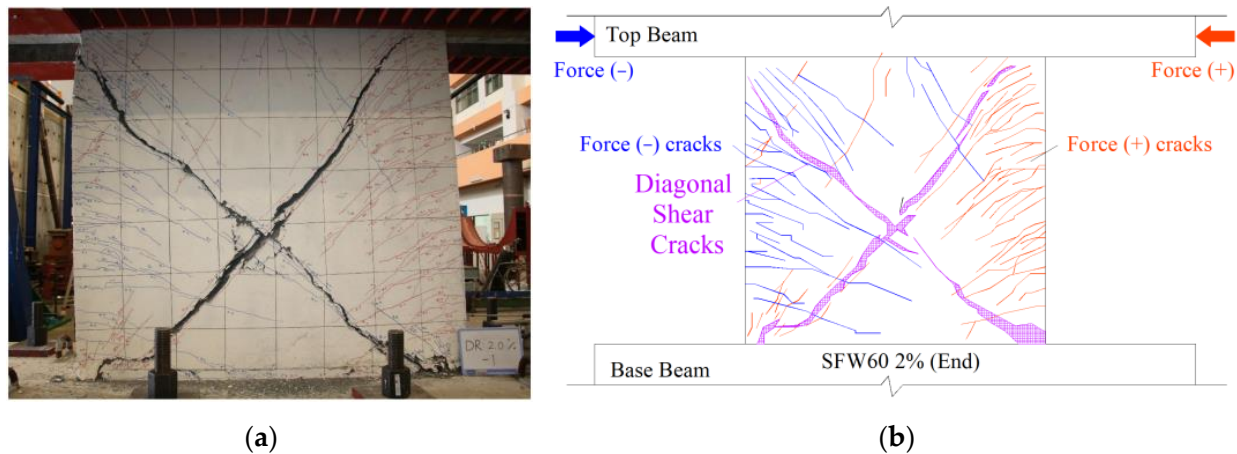 DR 2.0%
-1
(a)
Top Beam
Force (–)
Force (+)
Force (–) cracks
Force (+) cracks
Diagonal
Shear
Cracks
Base Beam
SFW60 2% (End)
(b)